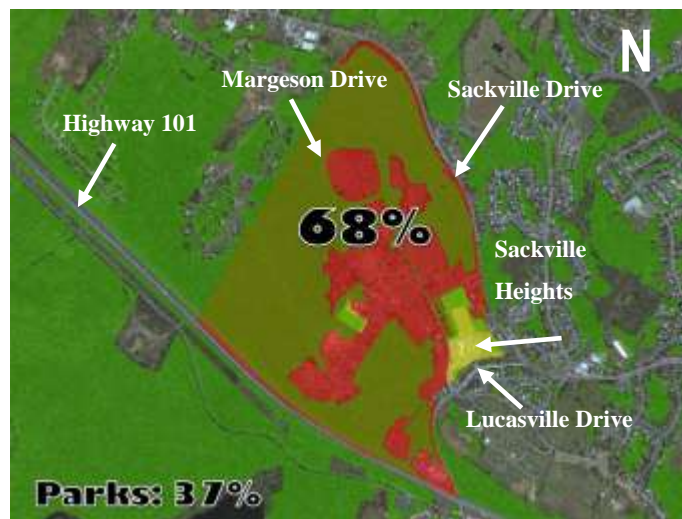 N
Margeson Drive
Sackville Drive
Highway 101
68%
Sackville
Heights
Lucasville Drive
Parks: 37%